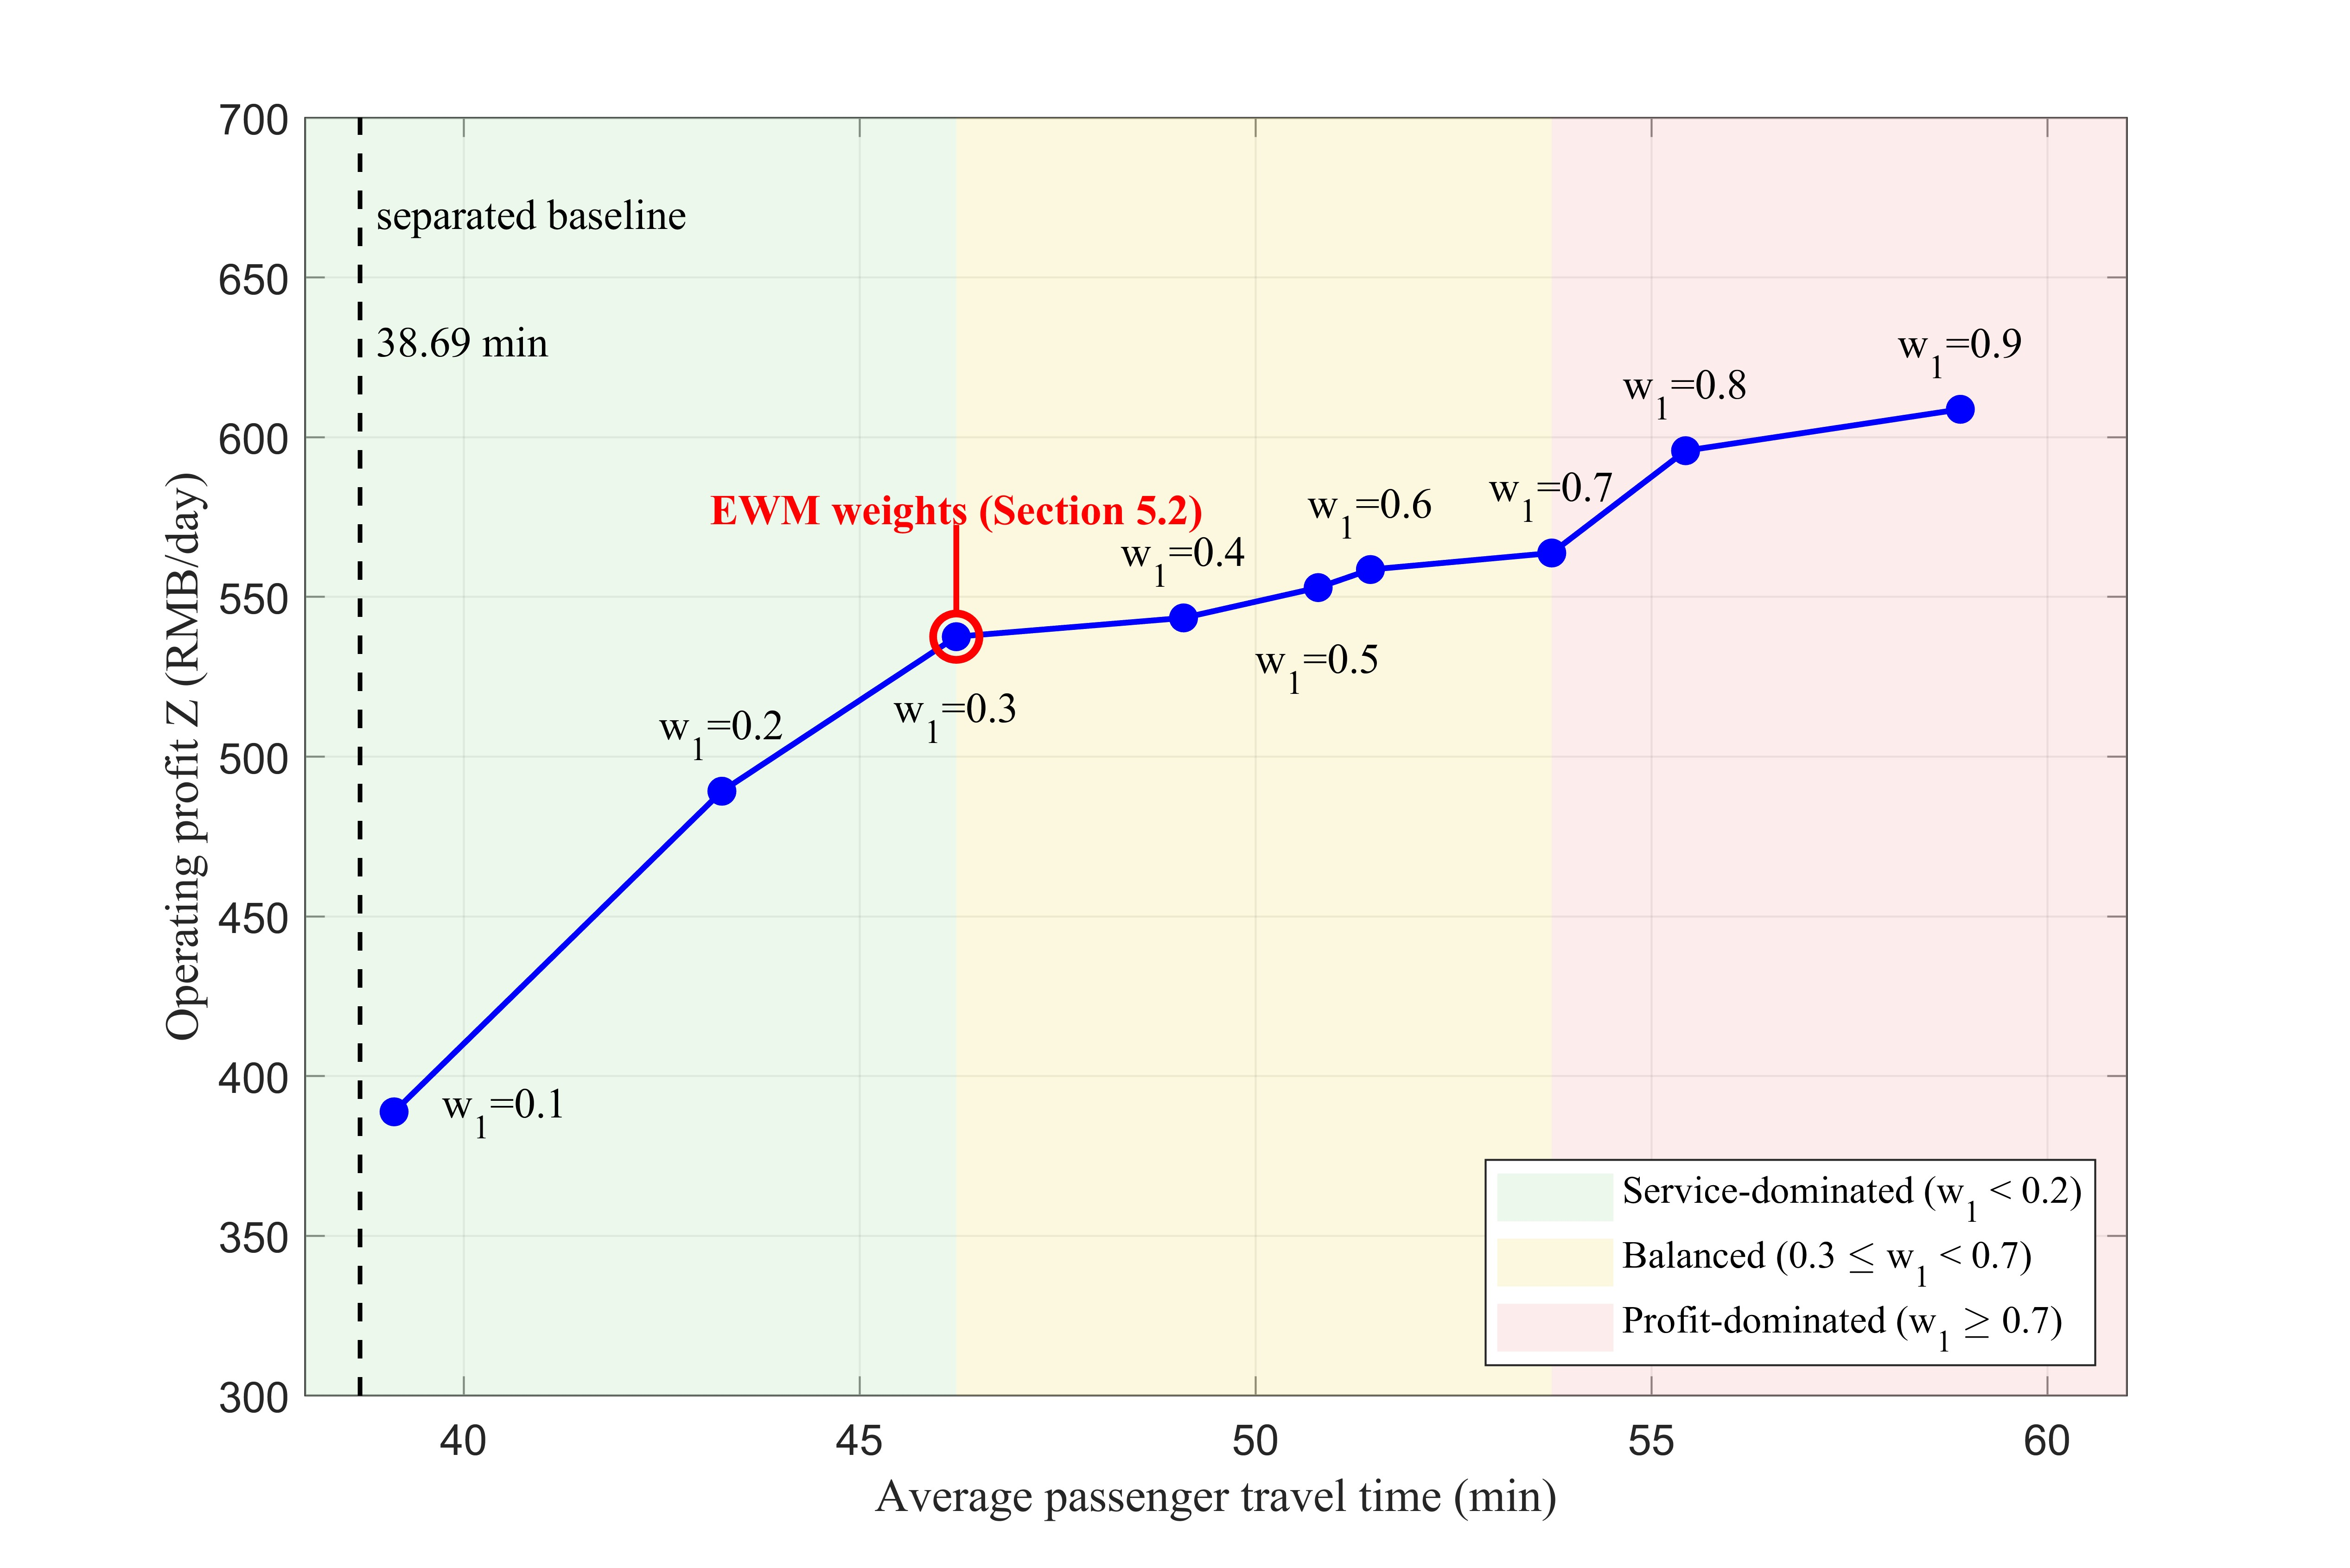 700
650
600
550
500
450
400
350
300
Operating profit Z (RMB/day)
separated baseline
38.69 min
EWM weights (Section 5.2)
w1=0.1
w1=0.2
w1=0.3
w1=0.4
w1=0.5
w1=0.6
w1=0.7
w1=0.8
w1=0.9
Service-dominated (w1 < 0.2)
Balanced (0.3 ≤ w1 < 0.7)
Profit-dominated (w1 ≥ 0.7)
40 45 50 55 60
Average passenger travel time (min)